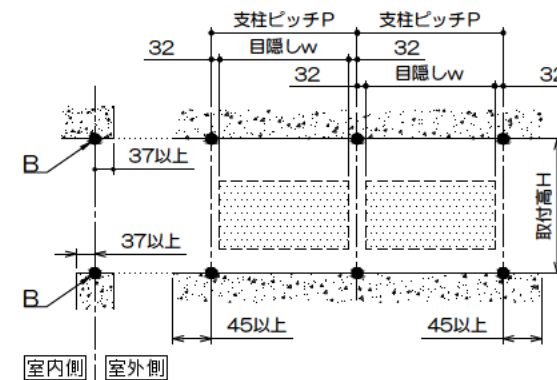 支柱ピッチP 支柱ピッチP
32 目隠しw 32
32 目隠しw 32
B 37以上
取付高H
37以上
B
45以上 45以上
室内側 室外側